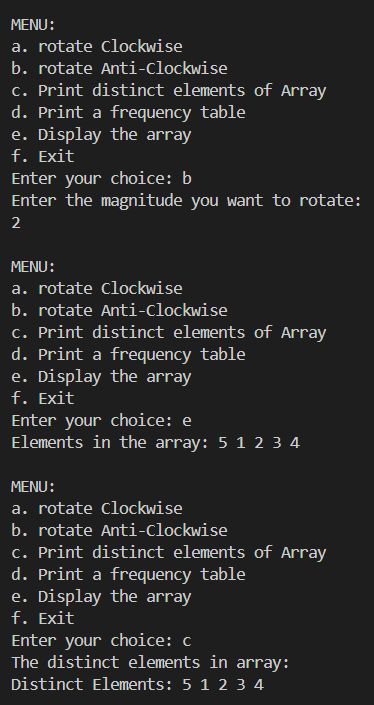 MENU:
a. rotate Clockwise
b. rotate Anti-Clockwise
c. Print distinct elements of Array
d. Print a frequency table
e. Display the array
f. Exit
Enter your choice: b
Enter the magnitude you want to rotate:
2
MENU:
a. rotate Clockwise
b. rotate Anti-Clockwise
c. Print distinct elements of Array
d. Print a frequency table
e. Display the array
f. Exit
Enter your choice: e
Elements in the array: 5 1 2 3 4
MENU:
a. rotate Clockwise
b. rotate Anti-Clockwise
c. Print distinct elements of Array
d. Print a frequency table
e. Display the array
f. Exit
Enter your choice: c
The distinct elements in array:
Distinct Elements: 5 1 2 3 4